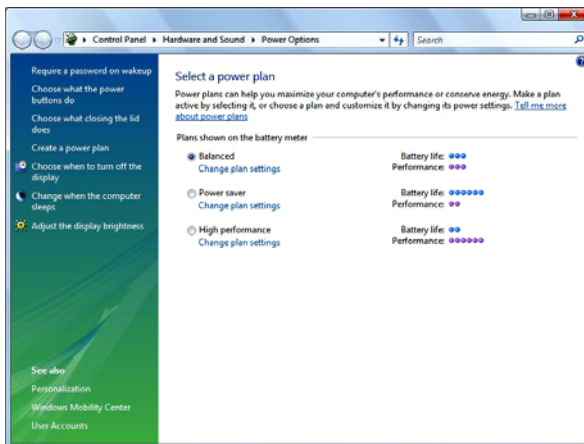 Control Panel ▸ Hardware and Sound ▸ Power Options
Search
Require a password on wakeup
Choose what the power
buttons do
Choose what closing the lid
does
Create a power plan
Choose when to turn off the
display
Change when the computer
sleeps
Adjust the display brightness
See also
Personalization
Windows Mobility Center
User Accounts
Select a power plan
Power plans can help you maximize your computer's performance or conserve energy. Make a plan
active by selecting it, or choose a plan and customize it by changing its power settings. Tell me more
about power plans
Plans shown on the battery meter
Balanced Battery life:
Change plan settings Performance:
Power saver Battery life:
Change plan settings Performance:
High performance Battery life:
Change plan settings Performance: